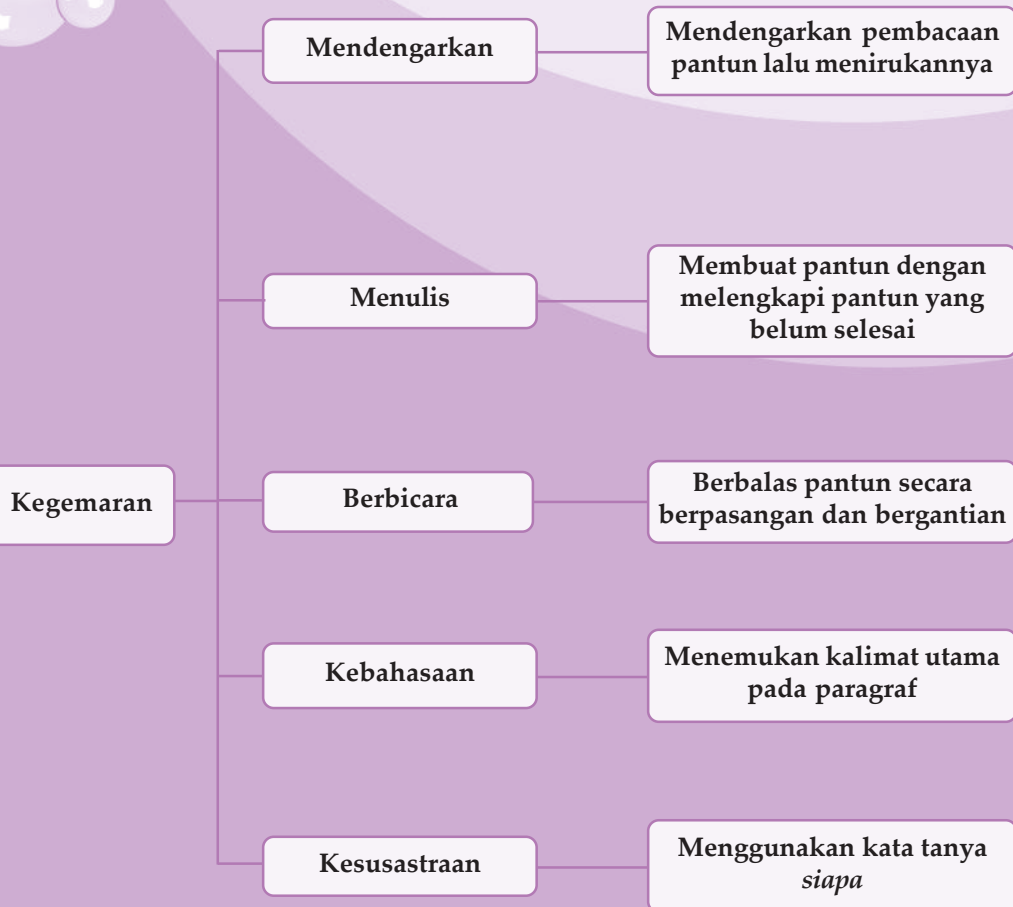 Mendengarkan
Mendengarkan pembacaan
pantun lalu menirukannya
Menulis
Membuat pantun dengan
melengkapi pantun yang
belum selesai
Kegemaran
Berbicara
Berbalas pantun secara
berpasangan dan bergantian
Kebahasaan
Menemukan kalimat utama
pada paragraf
Kesusastraan
Menggunakan kata tanya
siapa